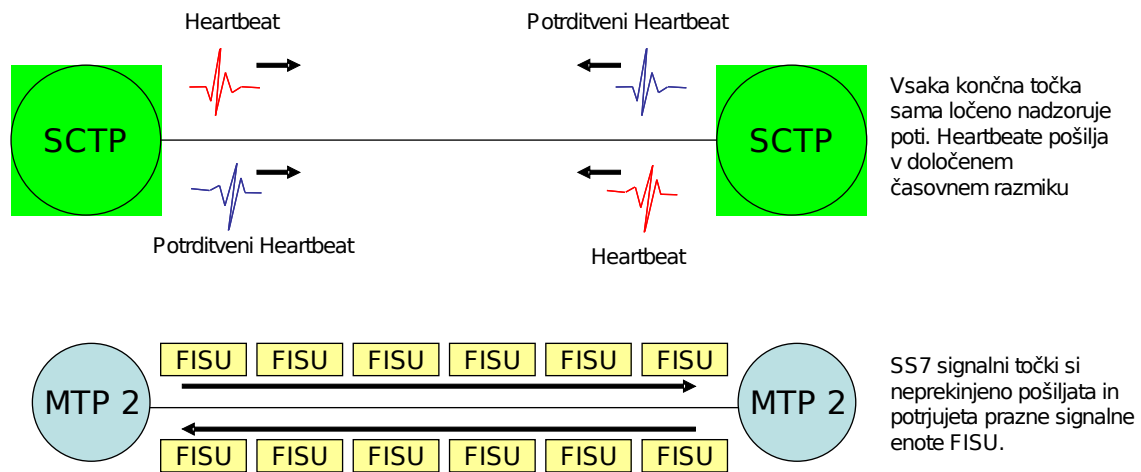 Heartbeat
Potrditveni Heartbeat
SCTP
SCTP
Vsaka končna točka
sama ločeno nadzoruje
poti. Heartbeate pošilja
v določenem
časovnem razmiku
Potrditveni Heartbeat
Heartbeat
FISU FISU FISU FISU FISU FISU
MTP 2
MTP 2
SS7 signalni točki si
neprekinjeno pošiljata in
potrjujeta prazne signalne
enote FISU.
FISU FISU FISU FISU FISU FISU